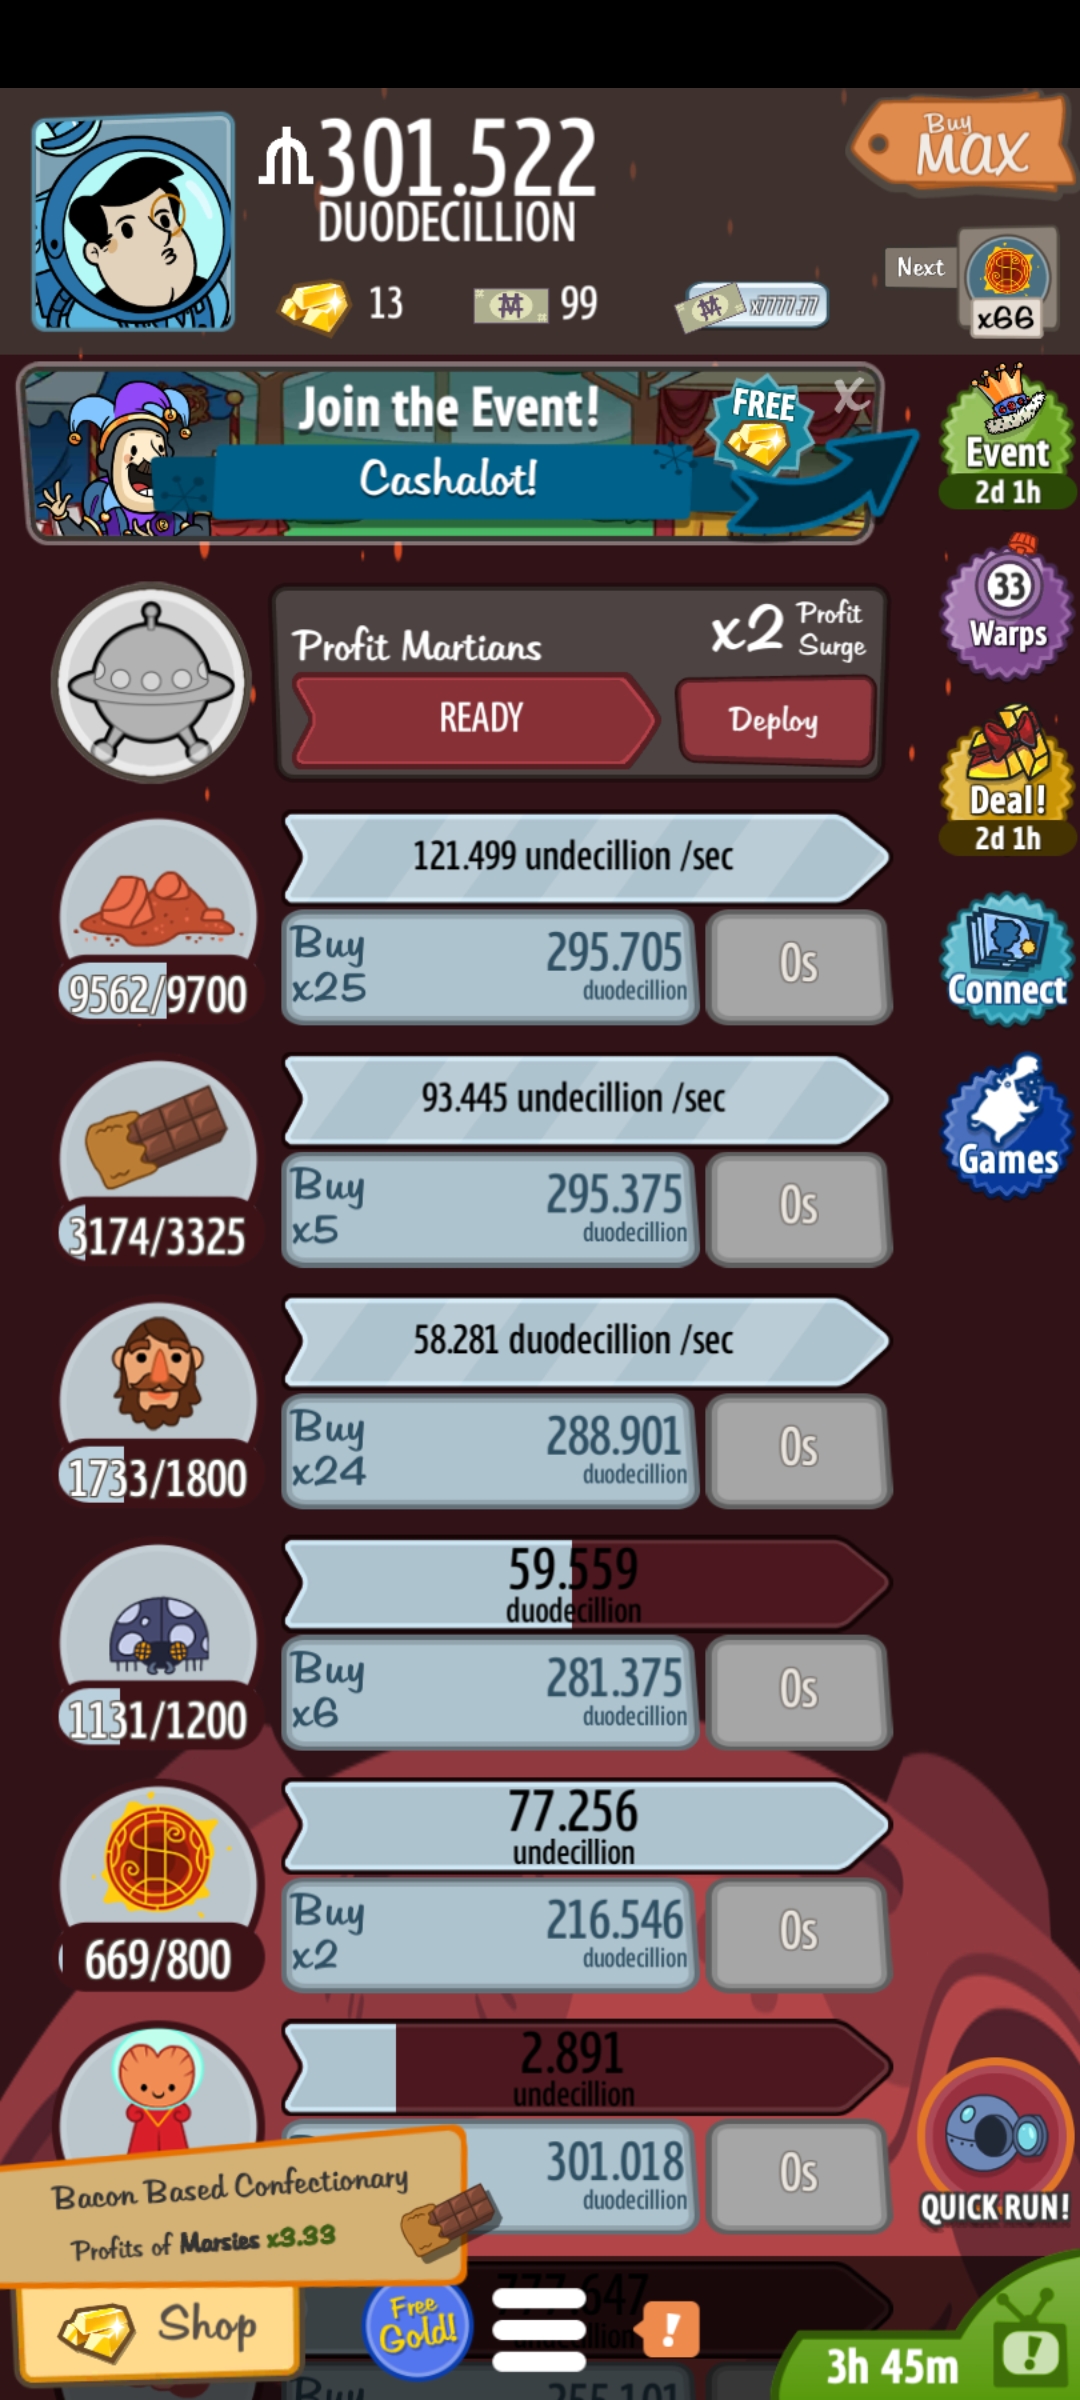 301.522
DUODECILLION
Buy
MAX
13
99
x7777.77
Next
x66
Join the Event!
Cashalot!
FREE
X
Event
2d 1h
33
Warps
Profit Martians
x2 Profit
Surge
READY
Deploy
Deal!
2d 1h
121.499 undecillion /sec
Buy
x25
295.705
duodecillion
0s
9562/9700
Connect
93.445 undecillion /sec
Buy
x5
295.375
duodecillion
0s
3174/3325
Games
58.281 duodecillion /sec
Buy
x24
288.901
duodecillion
0s
1733/1800
59.559
duodecillion
Buy
x6
281.375
duodecillion
0s
1131/1200
77.256
undecillion
Buy
x2
216.546
duodecillion
0s
669/800
2.891
undecillion
301.018
duodecillion
0s
QUICK RUN!
Bacon Based Confectionary
Profits of Marsies x3.33
Shop
Free
Gold!
!
3h 45m
!
Buy